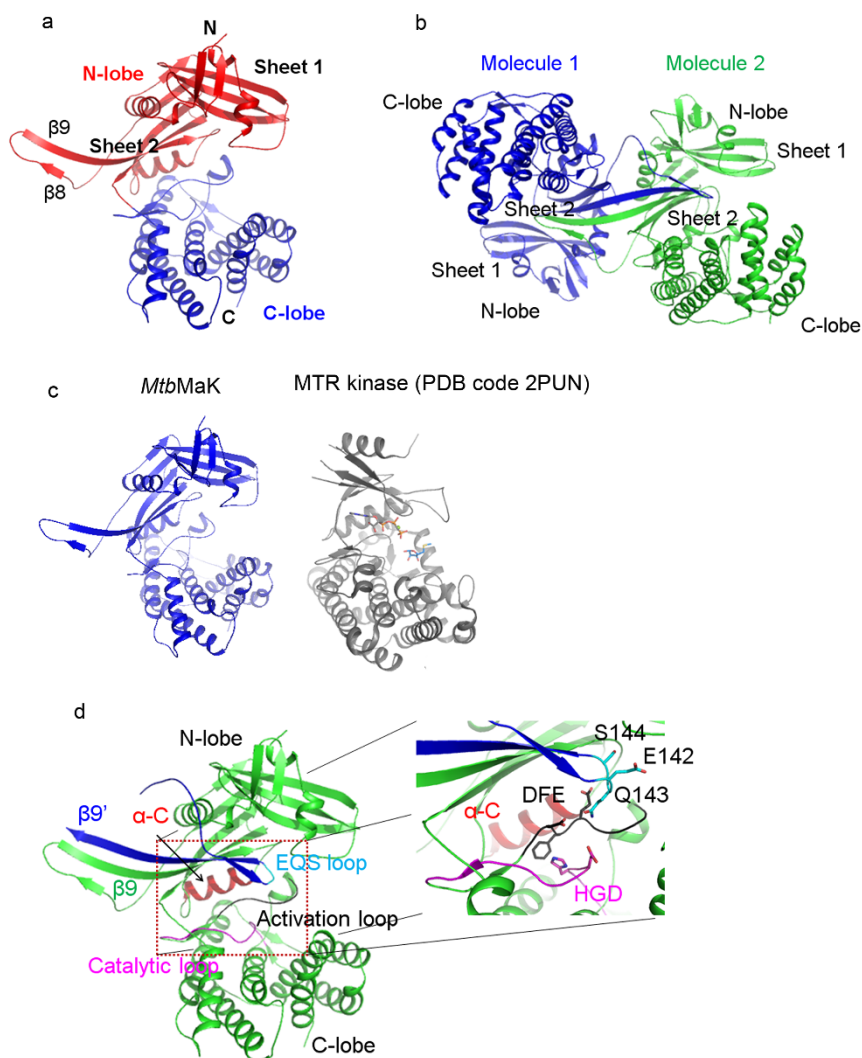 a
N
N-lobe
Sheet 1
β9
Sheet 2
β8
C
C-lobe
b
Molecule 1
Molecule 2
C-lobe
N-lobe
Sheet 1
Sheet 2
Sheet 2
Sheet 1
N-lobe
C-lobe
c
MtbMaK
MTR kinase (PDB code 2PUN)
d
N-lobe
β9'
α-C
EQS loop
β9
Activation loop
Catalytic loop
C-lobe
S144
E142
DFE
Q143
α-C
HGD